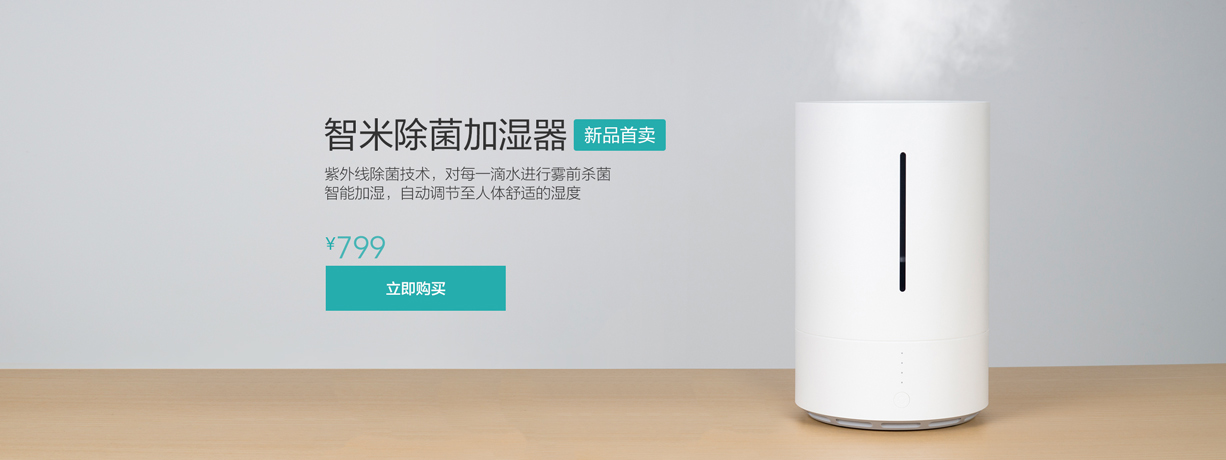 智米除菌加湿器 新品首卖
紫外线除菌技术，对每一滴水进行雾前杀菌
智能加湿，自动调节至人体舒适的湿度
¥799
立即购买